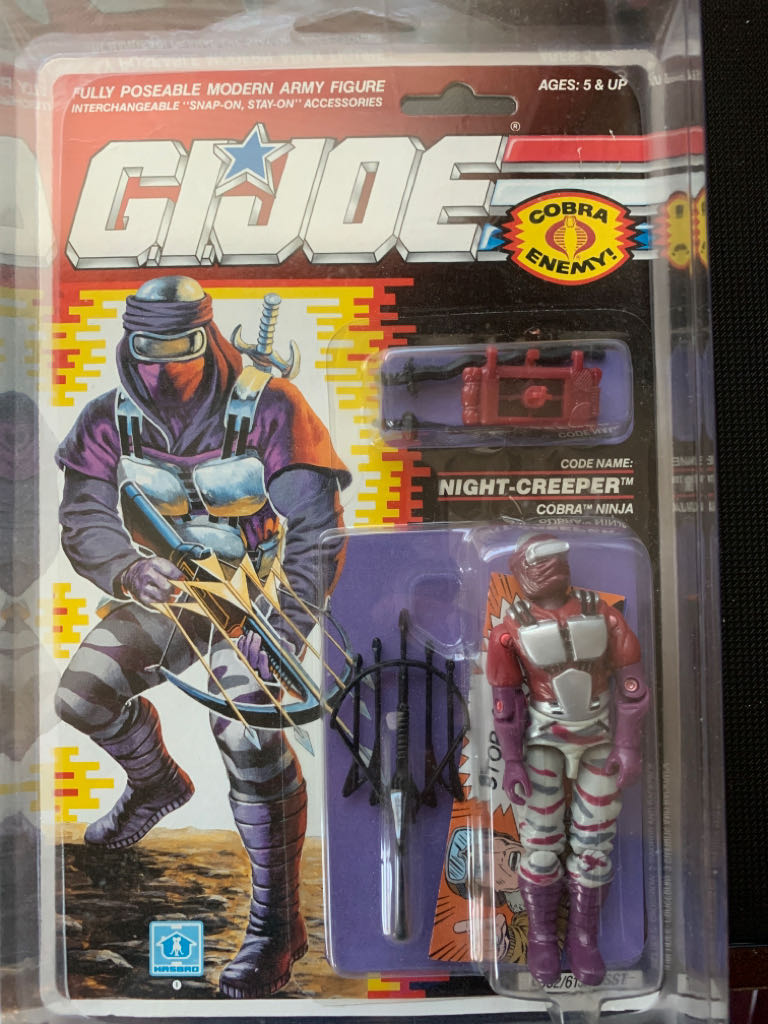 FULLY POSEABLE MODERN ARMY FIGURE
INTERCHANGEABLE "SNAP-ON, STAY-ON" ACCESSORIES
AGES: 5 & UP
G.I.JOE®
COBRA
ENEMY!
CODE NAME:
NIGHT-CREEPER™
COBRA™ NINJA
STOP
HASBRO